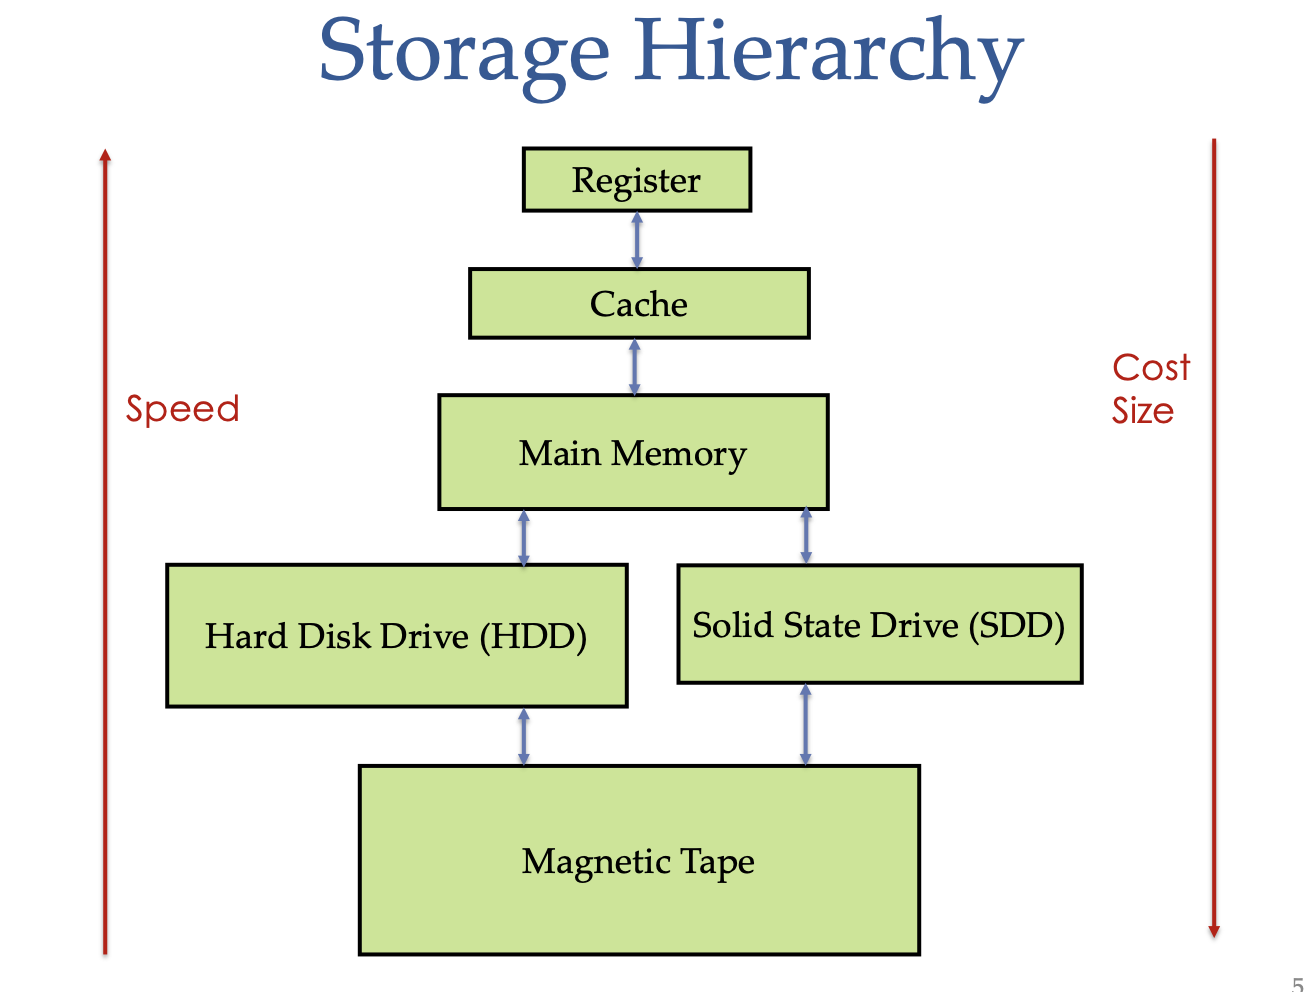 Storage Hierarchy
Register
Cache
Cost
Size
Speed
Main Memory
Hard Disk Drive (HDD)
Solid State Drive (SDD)
Magnetic Tape
5